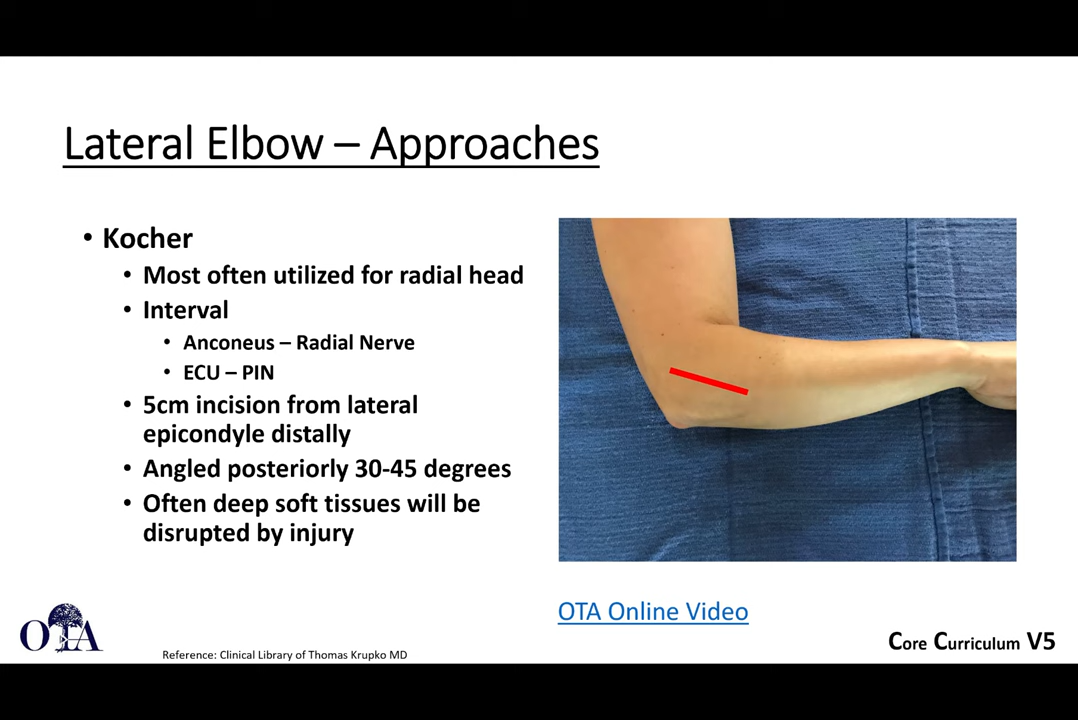 Lateral Elbow – Approaches
• Kocher
• Most often utilized for radial head
• Interval
• Anconeus – Radial Nerve
• ECU – PIN
• 5cm incision from lateral
epicondyle distally
• Angled posteriorly 30-45 degrees
• Often deep soft tissues will be
disrupted by injury
OTA Online Video
OTA
Reference: Clinical Library of Thomas Krupko MD
Core Curriculum V5